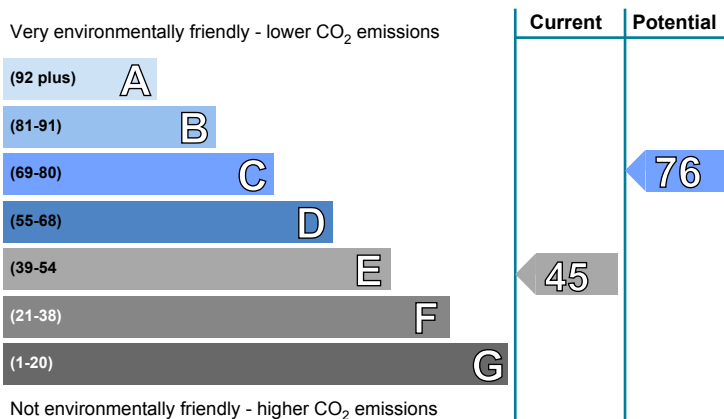 Current Potential
Very environmentally friendly - lower CO2 emissions
(92 plus) A
(81-91) B
(69-80) C
76
(55-68) D
(39-54 E
45
(21-38) F
(1-20) G
Not environmentally friendly - higher CO2 emissions